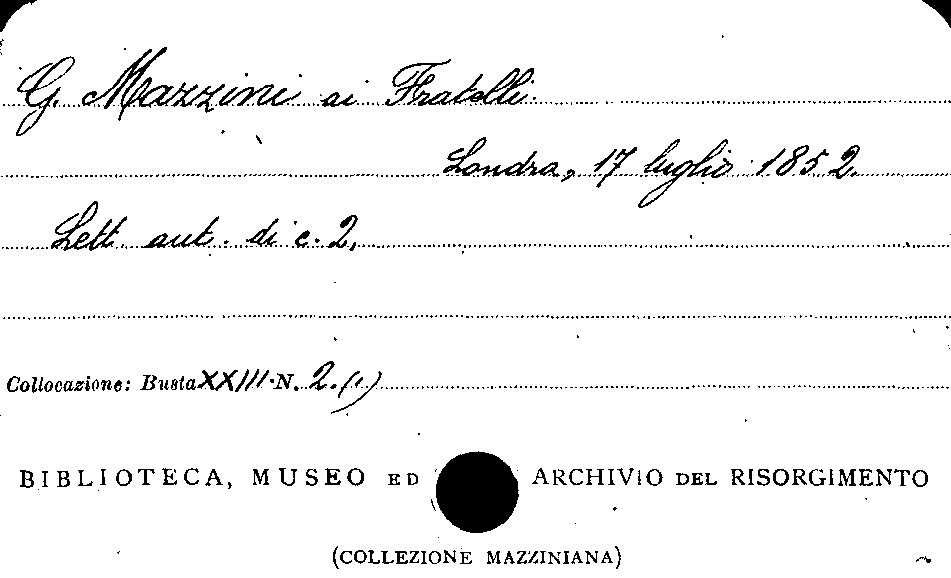 G. Mazzini ai Fratelli.
Londra, 17 luglio 1852.
Lett. aut. di c. 2.
Collocazione: Busta XXIII N. 2. (1)
BIBLIOTECA, MUSEO ED ARCHIVIO DEL RISORGIMENTO
(COLLEZIONE MAZZINIANA)